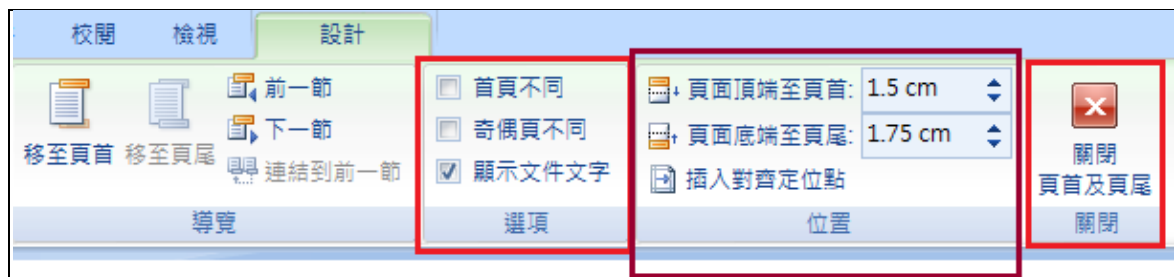 校閱 檢視 設計
移至頁首 移至頁尾
前一節
下一節
連結到前一節
導覽
首頁不同
奇偶頁不同
顯示文件文字
選項
頁面頂端至頁首: 1.5 cm
頁面底端至頁尾: 1.75 cm
插入對齊定位點
位置
關閉
頁首及頁尾
關閉